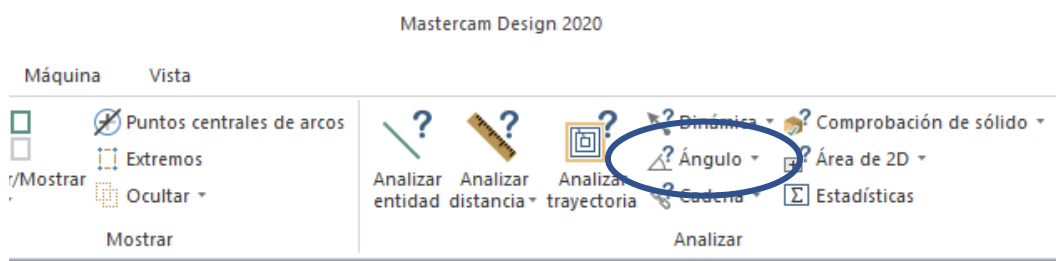 Mastercam Design 2020
Máquina Vista
Puntos centrales de arcos
r/Mostrar
Extremos
Ocultar
Mostrar
Analizar entidad
Analizar distancia
Analizar trayectoria
Dinámica
Ángulo
Cadena
Comprobación de sólido
Área de 2D
Estadísticas
Analizar